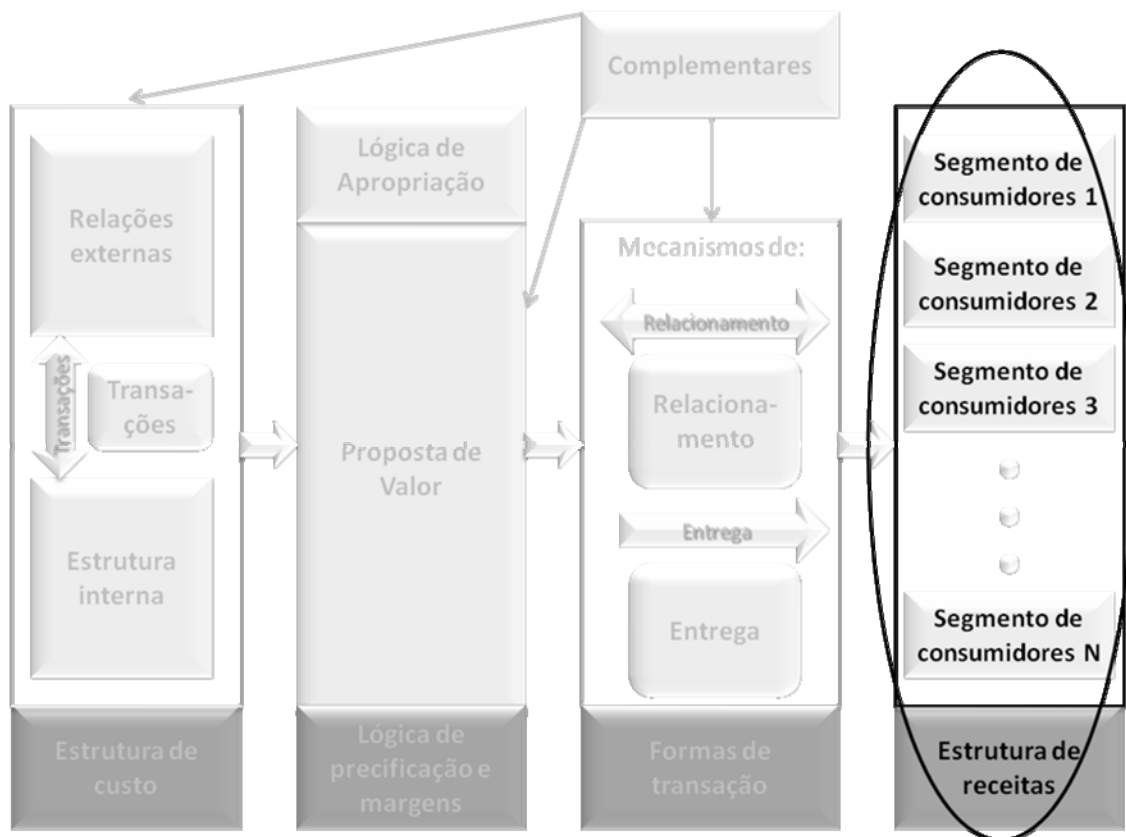 Complementares
Relações
externas
Transações
Transa-
ções
Estrutura
interna
Estrutura de
custo
Lógica de
Apropriação
Proposta de
Valor
Lógica de
precificação e
margens
Mecanismos de:
Relacionamento
Relaciona-
mento
Entrega
Entrega
Formas de
transação
Segmento de
consumidores 1
Segmento de
consumidores 2
Segmento de
consumidores 3
Segmento de
consumidores N
Estrutura de
receitas